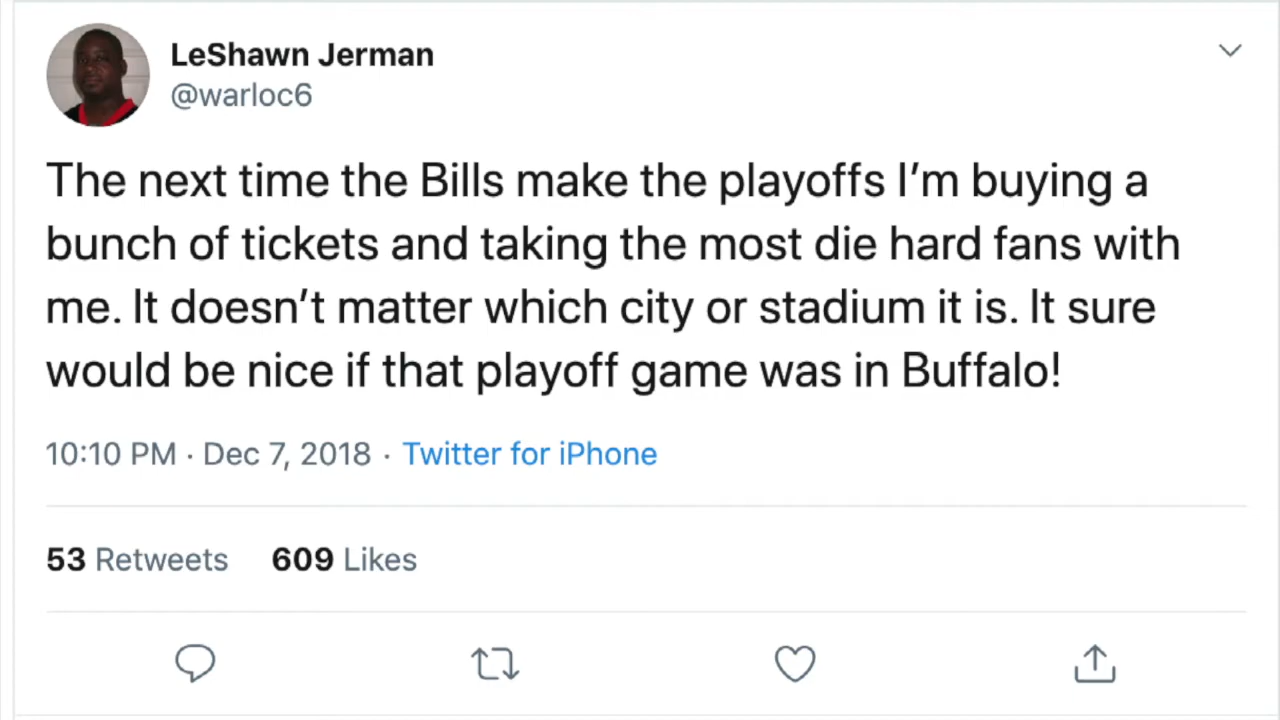 LeShawn Jerman
@warloc6
The next time the Bills make the playoffs I’m buying a
bunch of tickets and taking the most die hard fans with
me. It doesn’t matter which city or stadium it is. It sure
would be nice if that playoff game was in Buffalo!
10:10 PM · Dec 7, 2018 · Twitter for iPhone
53 Retweets 609 Likes